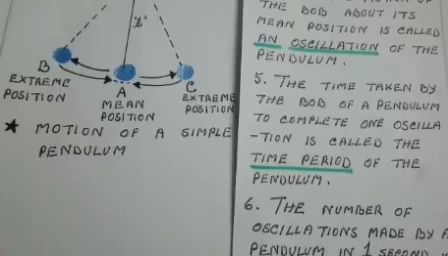 'l'
B
EXTREME
POSITION
A
MEAN
POSITION
C
EXTREME
POSITION
★ MOTION OF A SIMPLE
PENDULUM
THE BOB ABOUT ITS
MEAN POSITION IS CALLED
AN OSCILLATION OF THE
PENDULUM.
5. THE TIME TAKEN BY
THE BOB OF A PENDULUM
TO COMPLETE ONE OSCILLA
-TION IS CALLED THE
TIME PERIOD OF THE
PENDULUM.
6. THE NUMBER OF
OSCILLATIONS MADE BY A
PENDULUM IN 1 SECOND